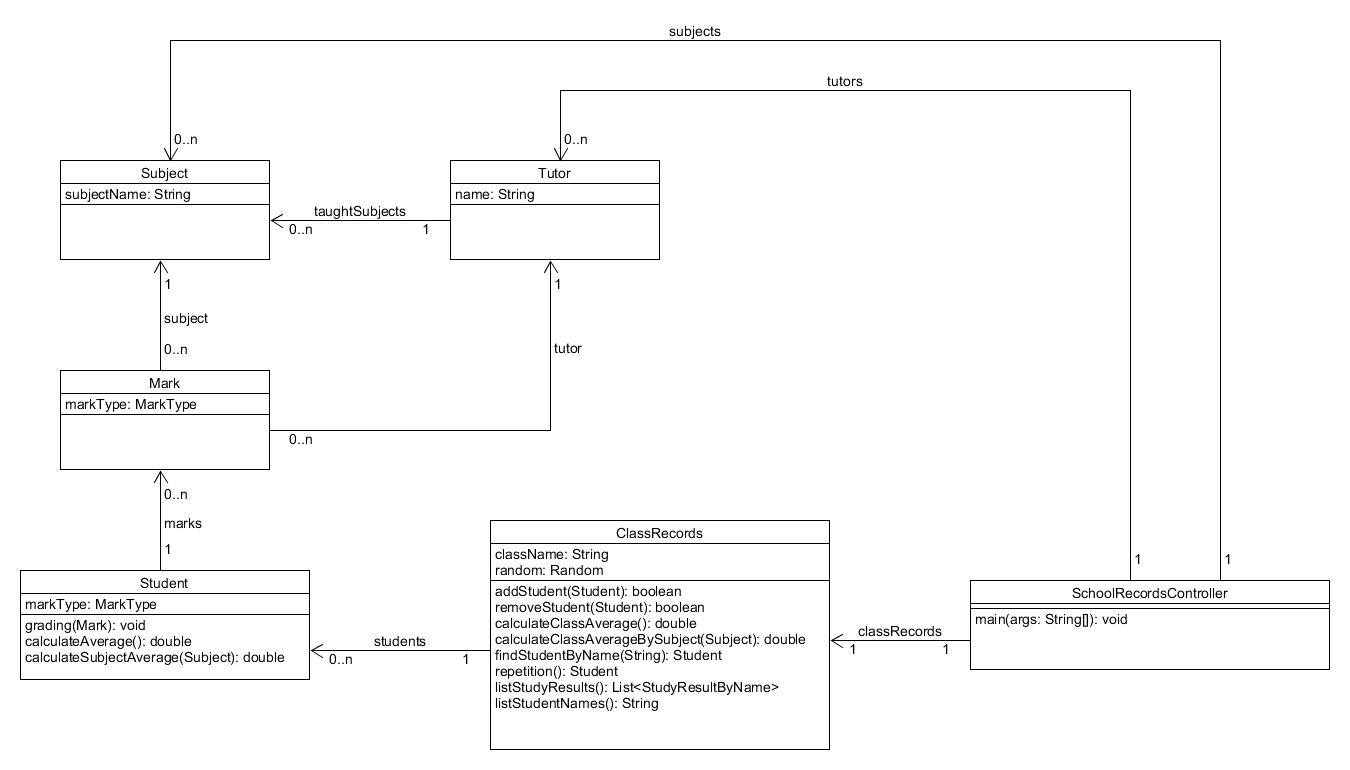 subjects
tutors
0..n
0..n
Subject
subjectName: String
Tutor
name: String
taughtSubjects
0..n
1
1
subject
0..n
1
tutor
Mark
markType: MarkType
0..n
0..n
marks
1
Student
markType: MarkType
grading(Mark): void
calculateAverage(): double
calculateSubjectAverage(Subject): double
students
0..n
1
ClassRecords
className: String
random: Random
addStudent(Student): boolean
removeStudent(Student): boolean
calculateClassAverage(): double
calculateClassAverageBySubject(Subject): double
findStudentByName(String): Student
repetition(): Student
listStudyResults(): List<StudyResultByName>
listStudentNames(): String
classRecords
1
1
1
1
SchoolRecordsController
main(args: String[]): void